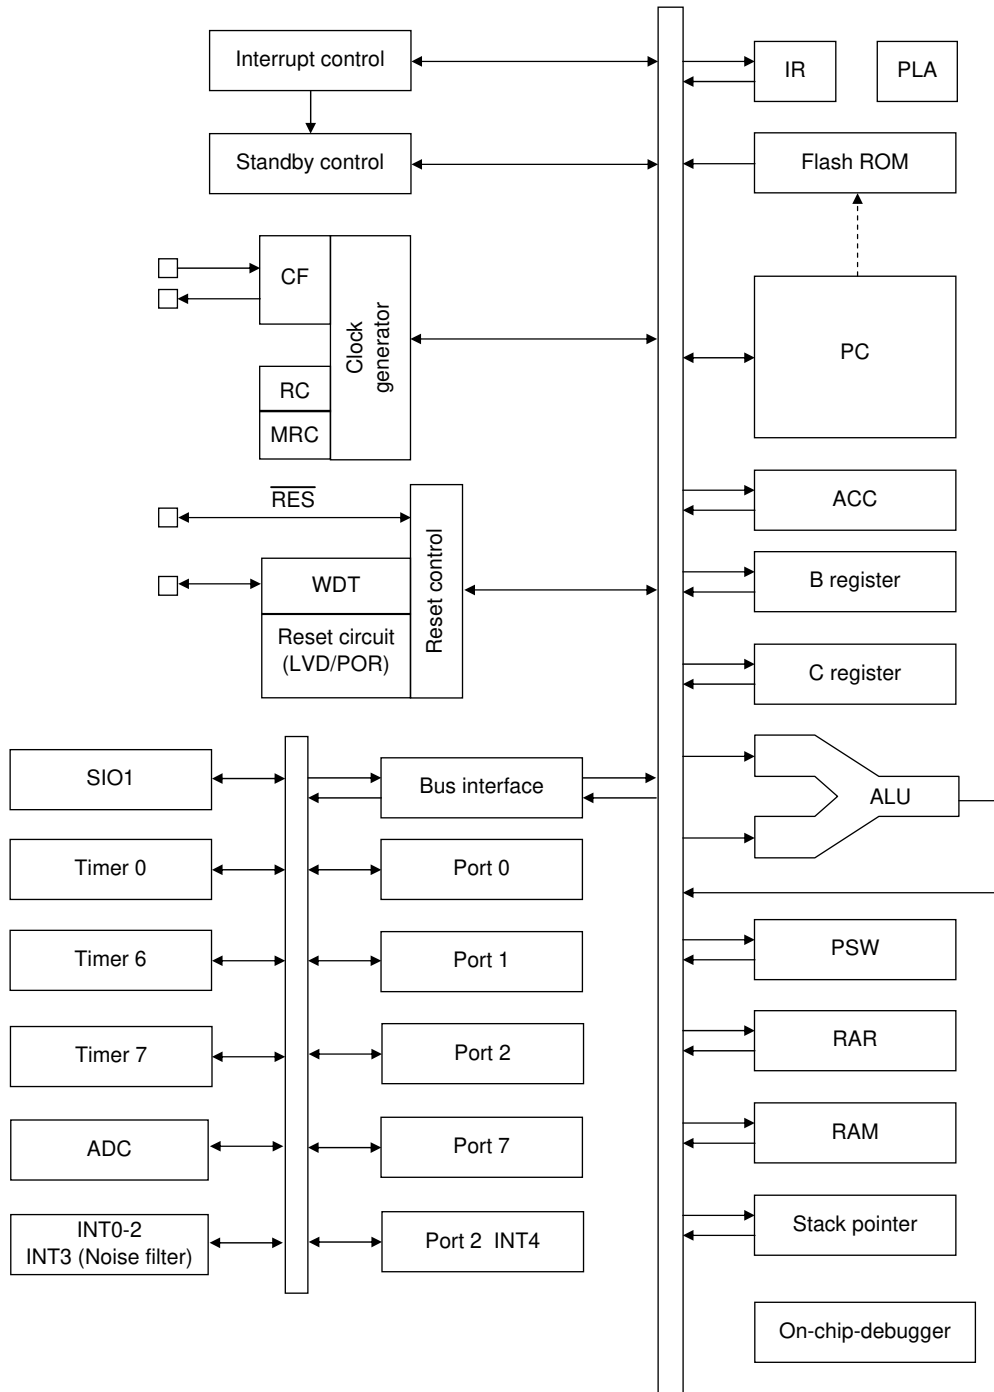 Interrupt control
IR
PLA
Standby control
Flash ROM
CF
Clock
generator
PC
RC
MRC
RES
ACC
Reset control
WDT
B register
Reset circuit
(LVD/POR)
C register
SIO1
Bus interface
ALU
Timer 0
Port 0
Timer 6
Port 1
PSW
Timer 7
Port 2
RAR
ADC
Port 7
RAM
INT0-2
INT3 (Noise filter)
Port 2 INT4
Stack pointer
On-chip-debugger